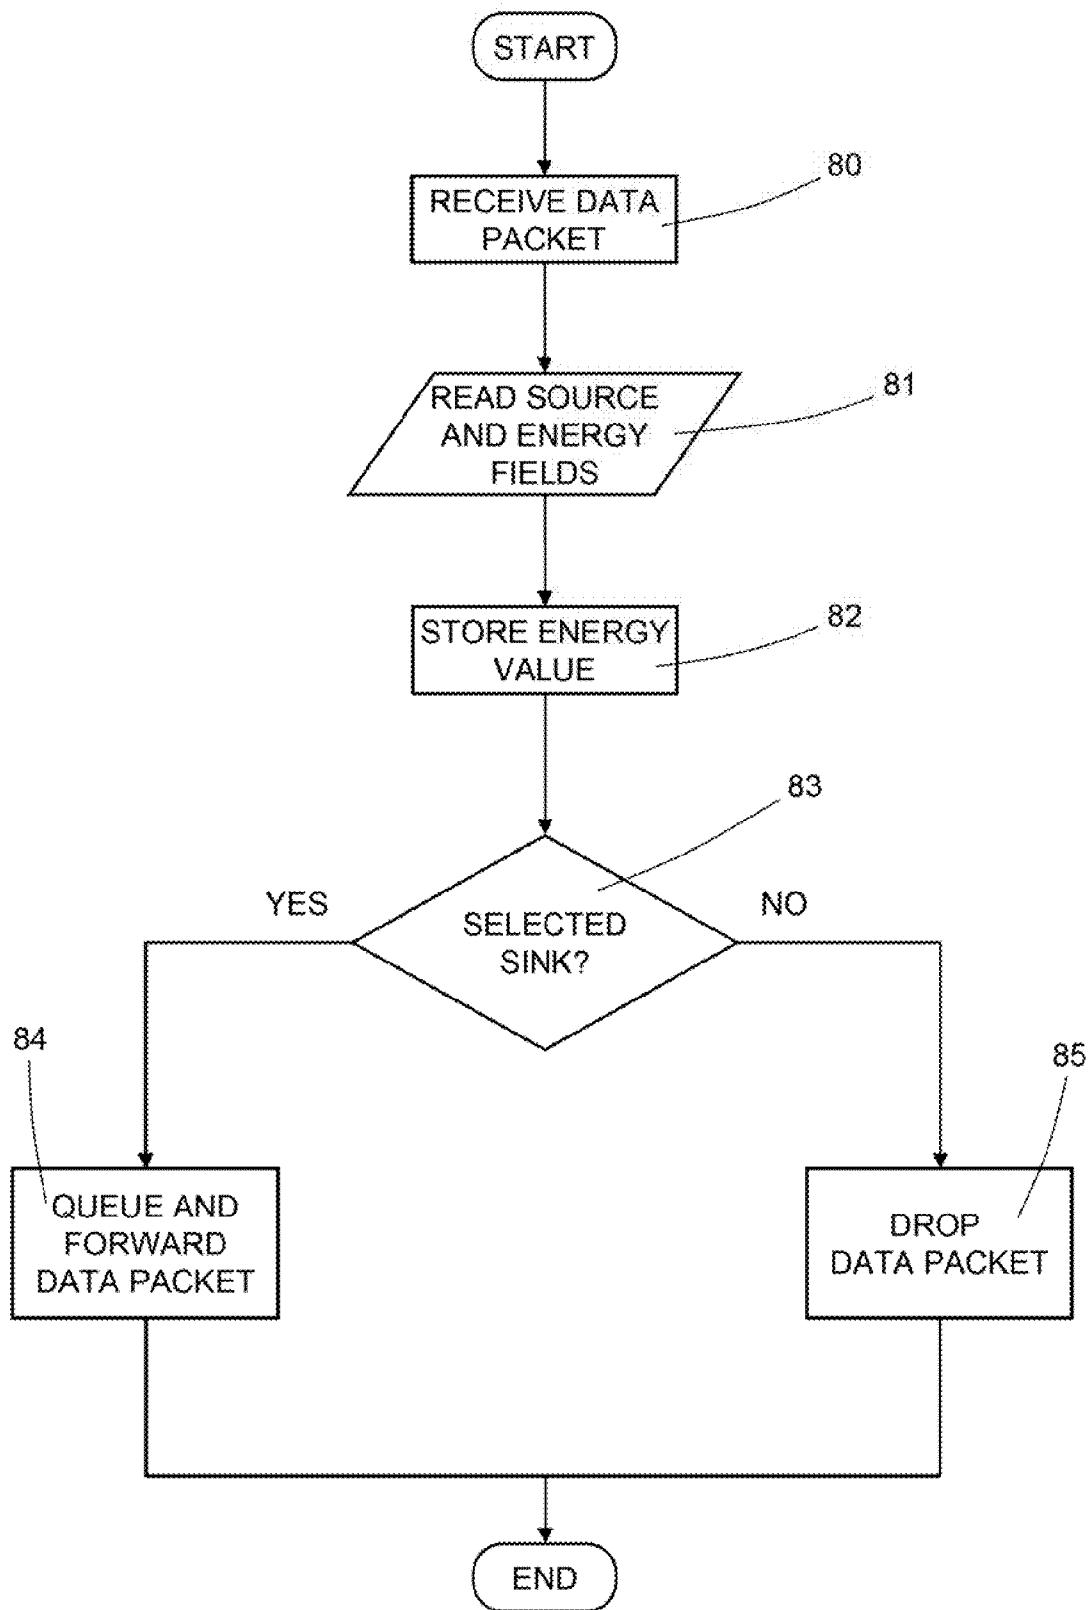 START
80
RECEIVE DATA
PACKET
81
READ SOURCE
AND ENERGY
FIELDS
82
STORE ENERGY
VALUE
83
YES
NO
SELECTED
SINK?
84
85
QUEUE AND
FORWARD
DATA PACKET
DROP
DATA PACKET
END